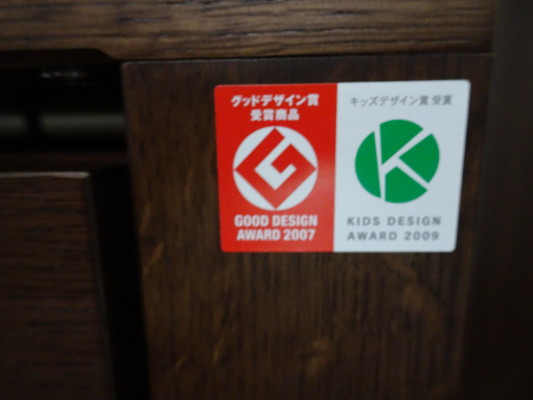 グッドデザイン賞
受賞商品
GOOD DESIGN
AWARD 2007
キッズデザイン賞 受賞
KIDS DESIGN
AWARD 2009